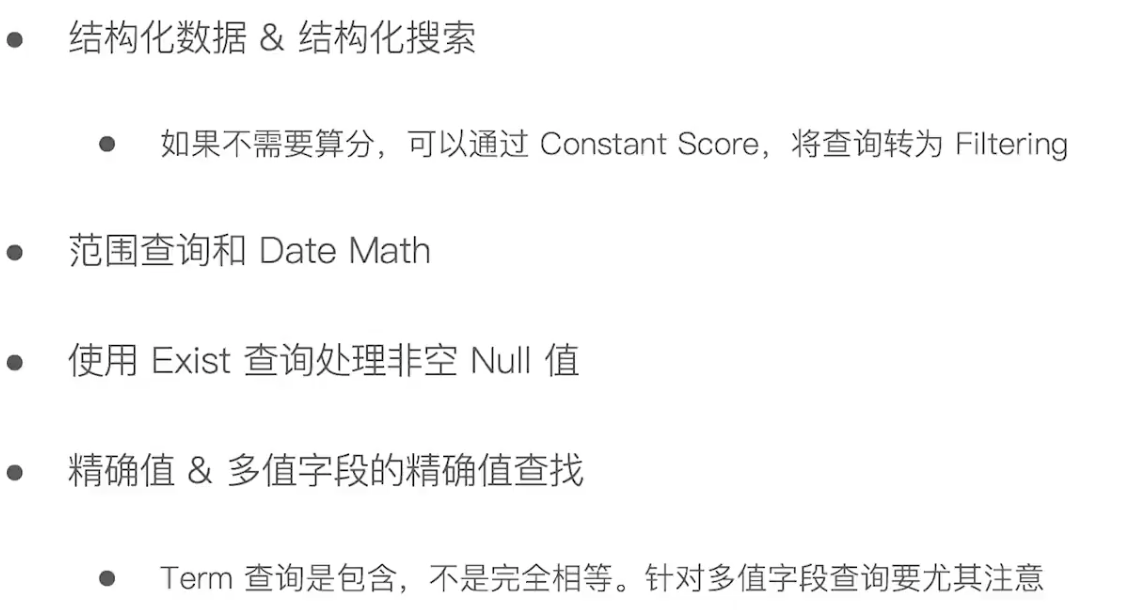 结构化数据 & 结构化搜索
如果不需要算分，可以通过 Constant Score，将查询转为 Filtering
范围查询和 Date Math
使用 Exist 查询处理非空 Null 值
精确值 & 多值字段的精确值查找
Term 查询是包含，不是完全相等。针对多值字段查询要尤其注意